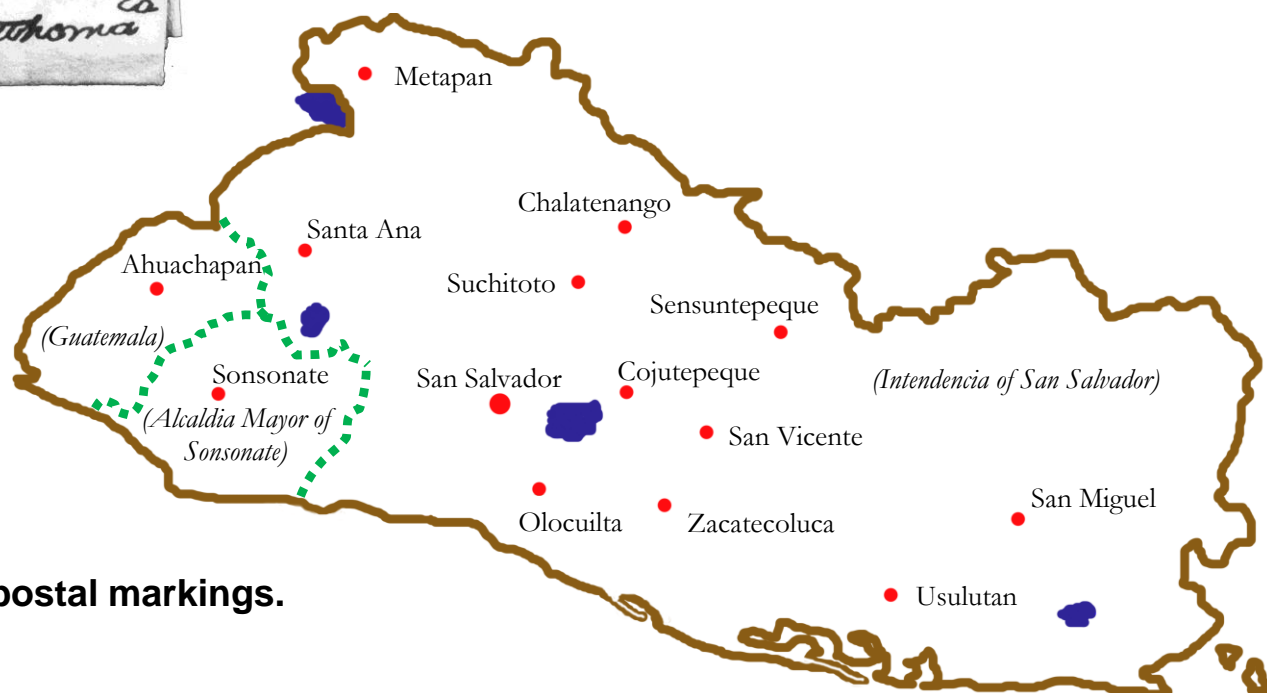 co
Metapan
Chalatenango
Santa Ana
Ahuachapan
Suchitoto
Sensuntepeque
(Guatemala)
Sonsonate
San Salvador
Cojutepeque
(Intendencia of San Salvador)
(Alcaldia Mayor of
Sonsonate)
San Vicente
San Miguel
Olocuilta
Zacatecoluca
postal markings.
Usulutan